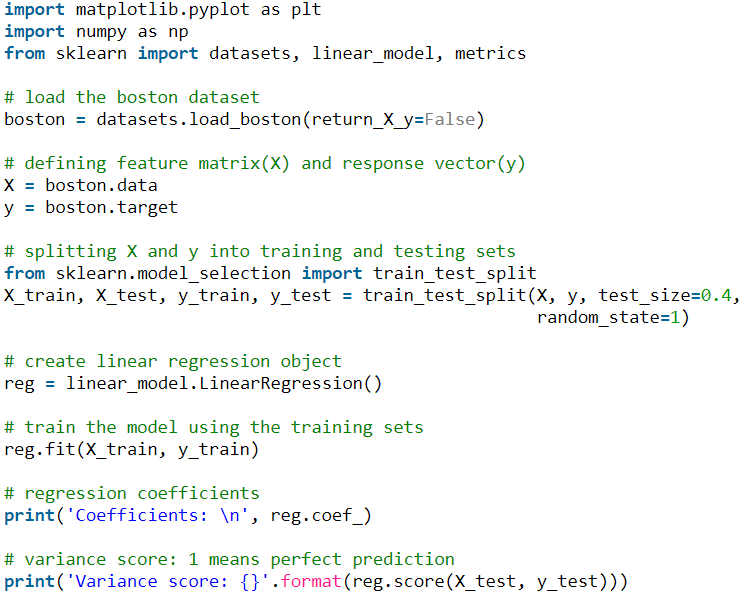 import matplotlib.pyplot as plt
import numpy as np
from sklearn import datasets, linear_model, metrics

# load the boston dataset
boston = datasets.load_boston(return_X_y=False)

# defining feature matrix(X) and response vector(y)
X = boston.data
y = boston.target

# splitting X and y into training and testing sets
from sklearn.model_selection import train_test_split
X_train, X_test, y_train, y_test = train_test_split(X, y, test_size=0.4,
                                                    random_state=1)

# create linear regression object
reg = linear_model.LinearRegression()

# train the model using the training sets
reg.fit(X_train, y_train)

# regression coefficients
print('Coefficients: \n', reg.coef_)

# variance score: 1 means perfect prediction
print('Variance score: {}'.format(reg.score(X_test, y_test)))